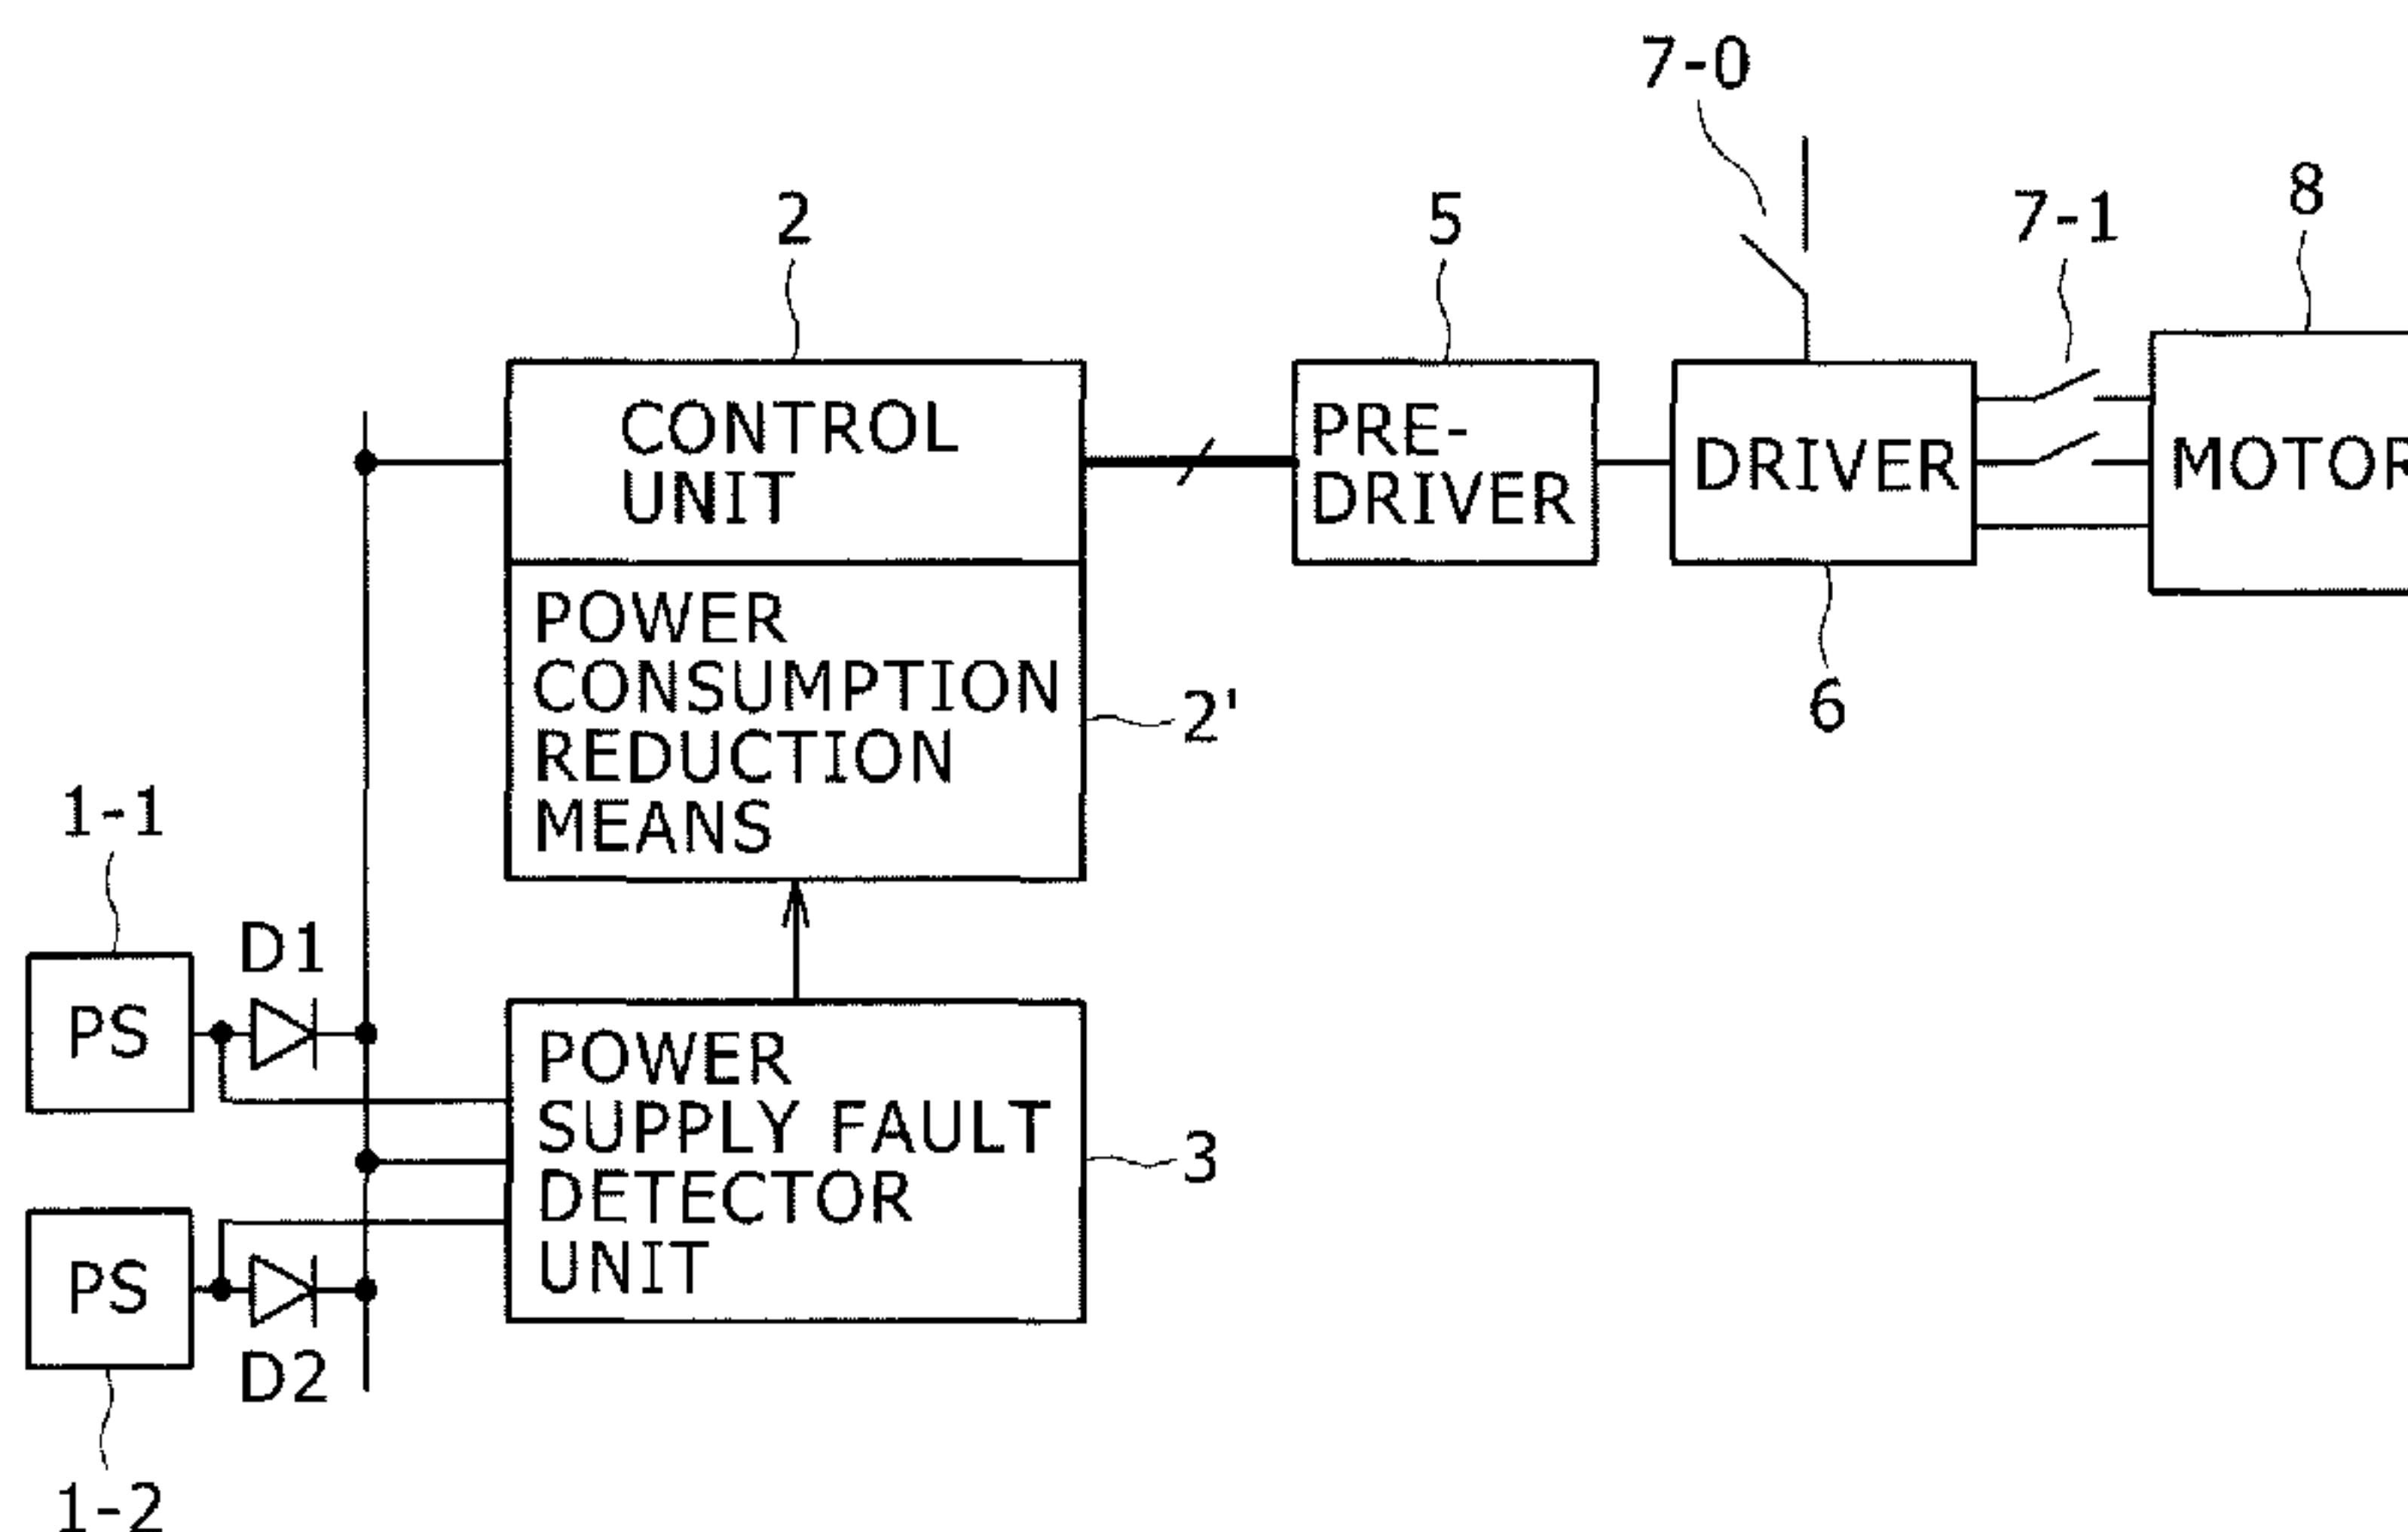 7-0
2
5
7-1
8
CONTROL
UNIT
PRE-
DRIVER
DRIVER
MOTOR
POWER
CONSUMPTION
REDUCTION
MEANS
2'
6
1-1
D1
PS
POWER
SUPPLY FAULT
DETECTOR
UNIT
3
PS
D2
1-2